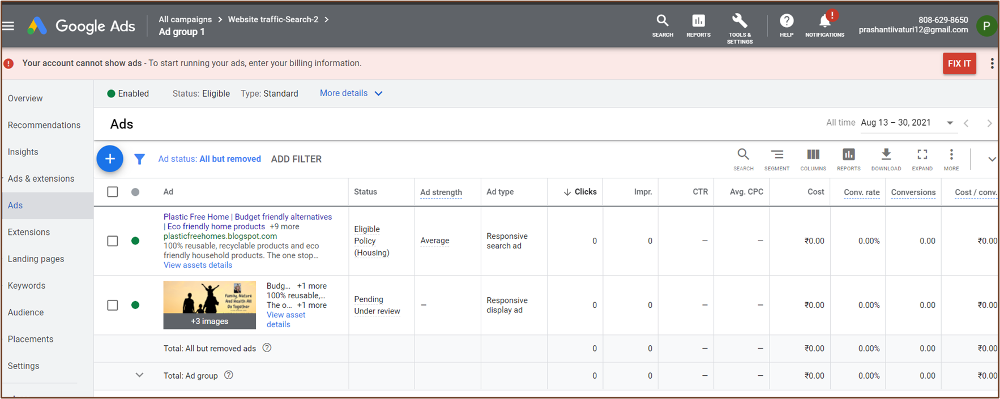 Google Ads
All campaigns > Website traffic-Search-2 >
Ad group 1
SEARCH
REPORTS
TOOLS &
SETTINGS
HELP
!
NOTIFICATIONS
808-629-8650
prashantiivaturi12@gmail.com
P
! Your account cannot show ads - To start running your ads, enter your billing information.
FIX IT
Overview
Recommendations
Insights
Ads & extensions
Ads
Extensions
Landing pages
Keywords
Audience
Placements
Settings
Enabled Status: Eligible Type: Standard More details
Ads
All time Aug 13 – 30, 2021
+
Ad status: All but removed ADD FILTER
SEARCH SEGMENT COLUMNS REPORTS DOWNLOAD EXPAND MORE
Ad Status Ad strength Ad type ↓ Clicks Impr. CTR Avg. CPC Cost Conv. rate Conversions Cost / conv.
Plastic Free Home | Budget friendly alternatives
| Eco friendly home products +9 more
plasticfreehomes.blogspot.com
100% reusable, recyclable products and eco
friendly household products. The one stop...
View assets details
Eligible
Policy
(Housing)
Average
Responsive
search ad
0 0 – – ₹0.00 0.00% 0.00 ₹0.00
Family, Nature
And Health All
Go Together
+3 images
Budg... +1 more
100% reusable,...
The o... +1 more
View asset
details
Pending
Under review
–
Responsive
display ad
0 0 – – ₹0.00 0.00% 0.00 ₹0.00
Total: All but removed ads ? 0 0 – – ₹0.00 0.00% 0.00 ₹0.00
Total: Ad group ? 0 0 – – ₹0.00 0.00% 0.00 ₹0.00